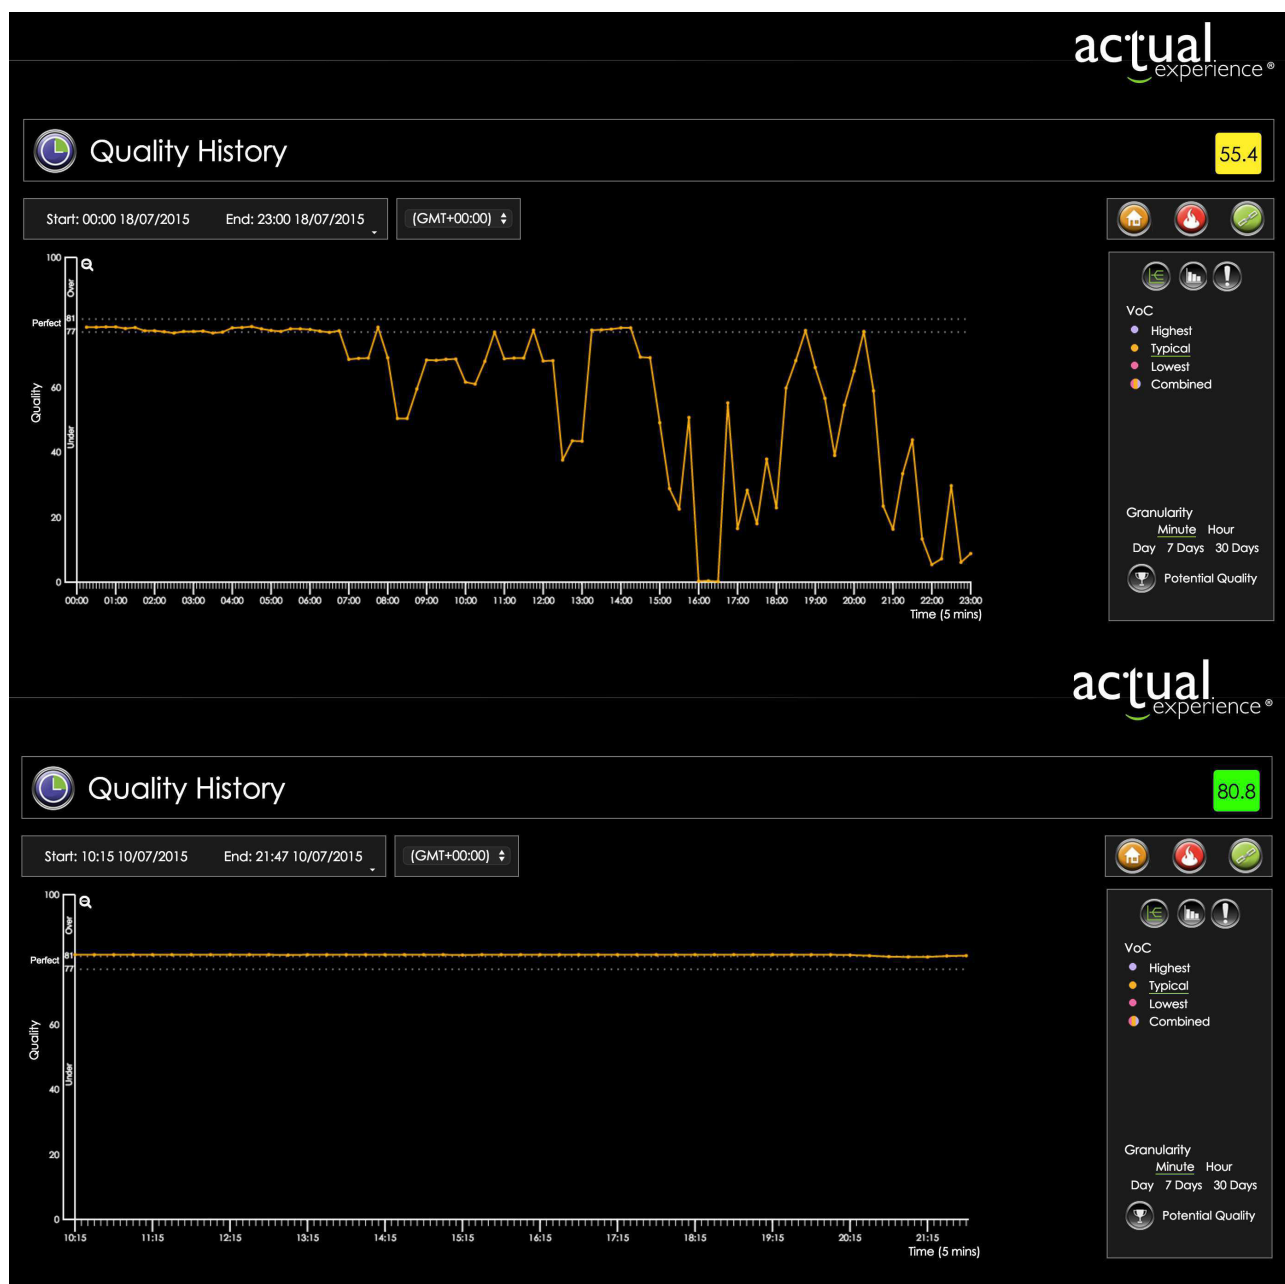 actual
experience®
Quality History
55.4
Start: 00:00 18/07/2015 End: 23:00 18/07/2015
(GMT+00:00)
100
Over
Perfect
81
77
60
Quality
40
Under
20
0
00:00 01:00 02:00 03:00 04:00 05:00 06:00 07:00 08:00 09:00 10:00 11:00 12:00 13:00 14:00 15:00 16:00 17:00 18:00 19:00 20:00 21:00 22:00 23:00
Time (5 mins)
VoC
Highest
Typical
Lowest
Combined
Granularity
Minute Hour
Day 7 Days 30 Days
Potential Quality
actual
experience®
Quality History
80.8
Start: 10:15 10/07/2015 End: 21:47 10/07/2015
(GMT+00:00)
100
Over
Perfect
81
77
60
Quality
40
Under
20
0
10:15 11:15 12:15 13:15 14:15 15:15 16:15 17:15 18:15 19:15 20:15 21:15
Time (5 mins)
VoC
Highest
Typical
Lowest
Combined
Granularity
Minute Hour
Day 7 Days 30 Days
Potential Quality